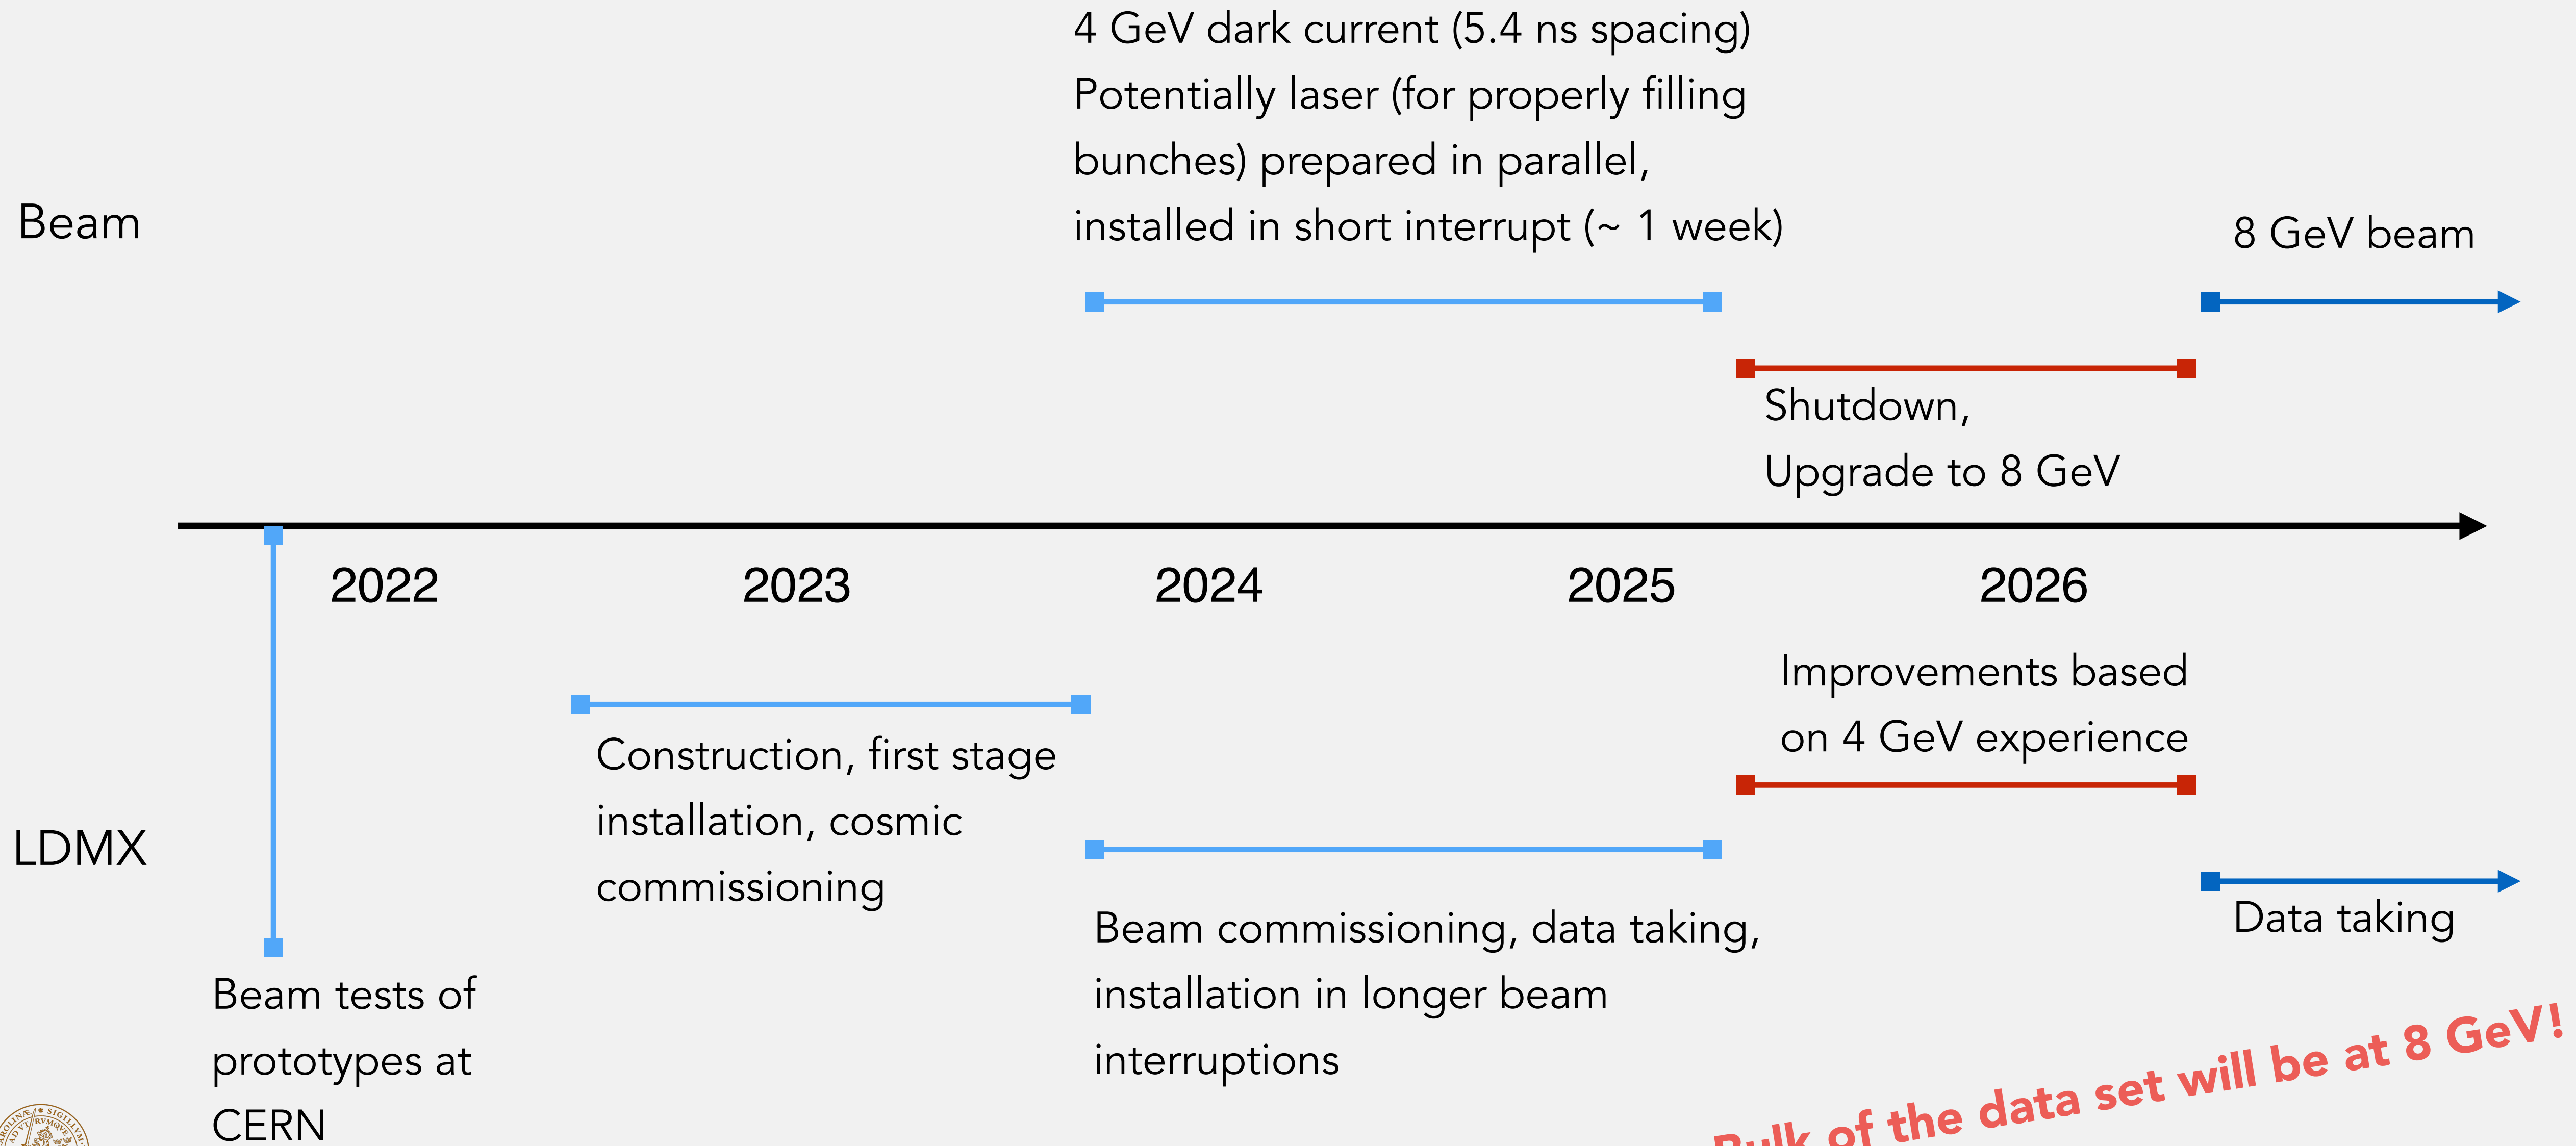 4 GeV dark current (5.4 ns spacing)
Potentially laser (for properly filling
bunches) prepared in parallel,
installed in short interrupt (~ 1 week)
Beam
8 GeV beam
Shutdown,
Upgrade to 8 GeV
2022
2023
2024
2025
2026
Improvements based
on 4 GeV experience
Construction, first stage
installation, cosmic
commissioning
LDMX
Beam commissioning, data taking,
installation in longer beam
interruptions
Data taking
Beam tests of
prototypes at
CERN
Bulk of the data set will be at 8 GeV!